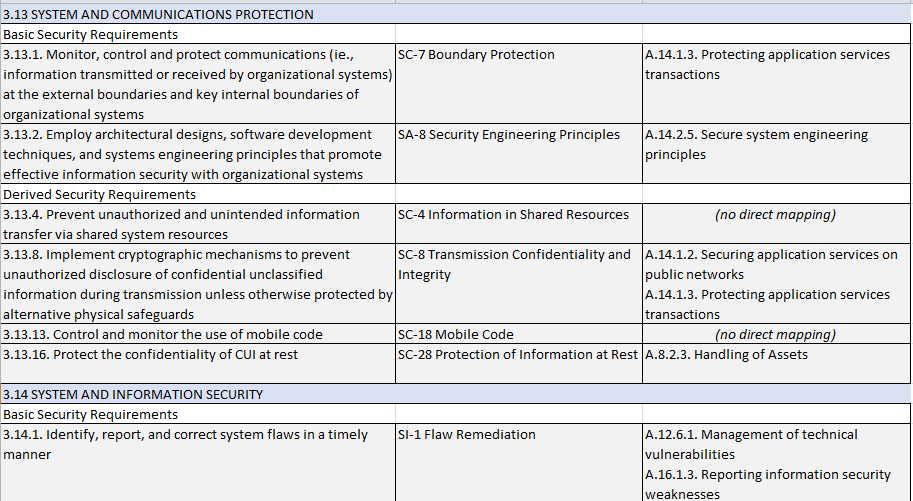 3.13 SYSTEM AND COMMUNICATIONS PROTECTION
Basic Security Requirements
3.13.1. Monitor, control and protect communications (ie.,
information transmitted or received by organizational systems)
at the external boundaries and key internal boundaries of
organizational systems
SC-7 Boundary Protection
A.14.1.3. Protecting application services
transactions
3.13.2. Employ architectural designs, software development
techniques, and systems engineering principles that promote
effective information security with organizational systems
SA-8 Security Engineering Principles
A.14.2.5. Secure system engineering
principles
Derived Security Requirements
3.13.4. Prevent unauthorized and unintended information
transfer via shared system resources
SC-4 Information in Shared Resources
(no direct mapping)
3.13.8. Implement cryptographic mechanisms to prevent
unauthorized disclosure of confidential unclassified
information during transmission unless otherwise protected by
alternative physical safeguards
SC-8 Transmission Confidentiality and
Integrity
A.14.1.2. Securing application services on
public networks
A.14.1.3. Protecting application services
transactions
3.13.13. Control and monitor the use of mobile code
SC-18 Mobile Code
(no direct mapping)
3.13.16. Protect the confidentiality of CUI at rest
SC-28 Protection of Information at Rest
A.8.2.3. Handling of Assets
3.14 SYSTEM AND INFORMATION SECURITY
Basic Security Requirements
3.14.1. Identify, report, and correct system flaws in a timely
manner
SI-1 Flaw Remediation
A.12.6.1. Management of technical
vulnerabilities
A.16.1.3. Reporting information security
weaknesses